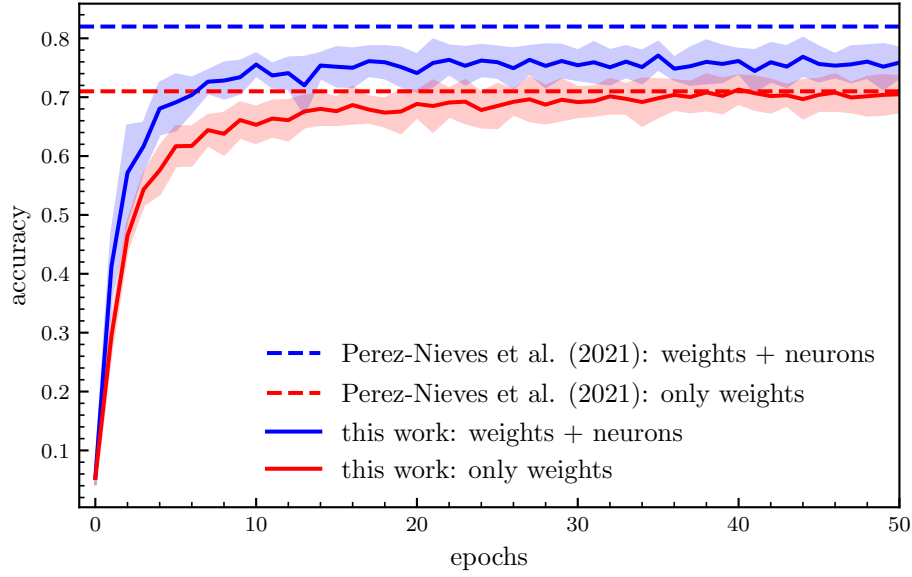 0.8
0.7
0.6
0.5
0.4
0.3
0.2
0.1
accuracy
Perez-Nieves et al. (2021): weights + neurons
Perez-Nieves et al. (2021): only weights
this work: weights + neurons
this work: only weights
0 10 20 30 40 50
epochs